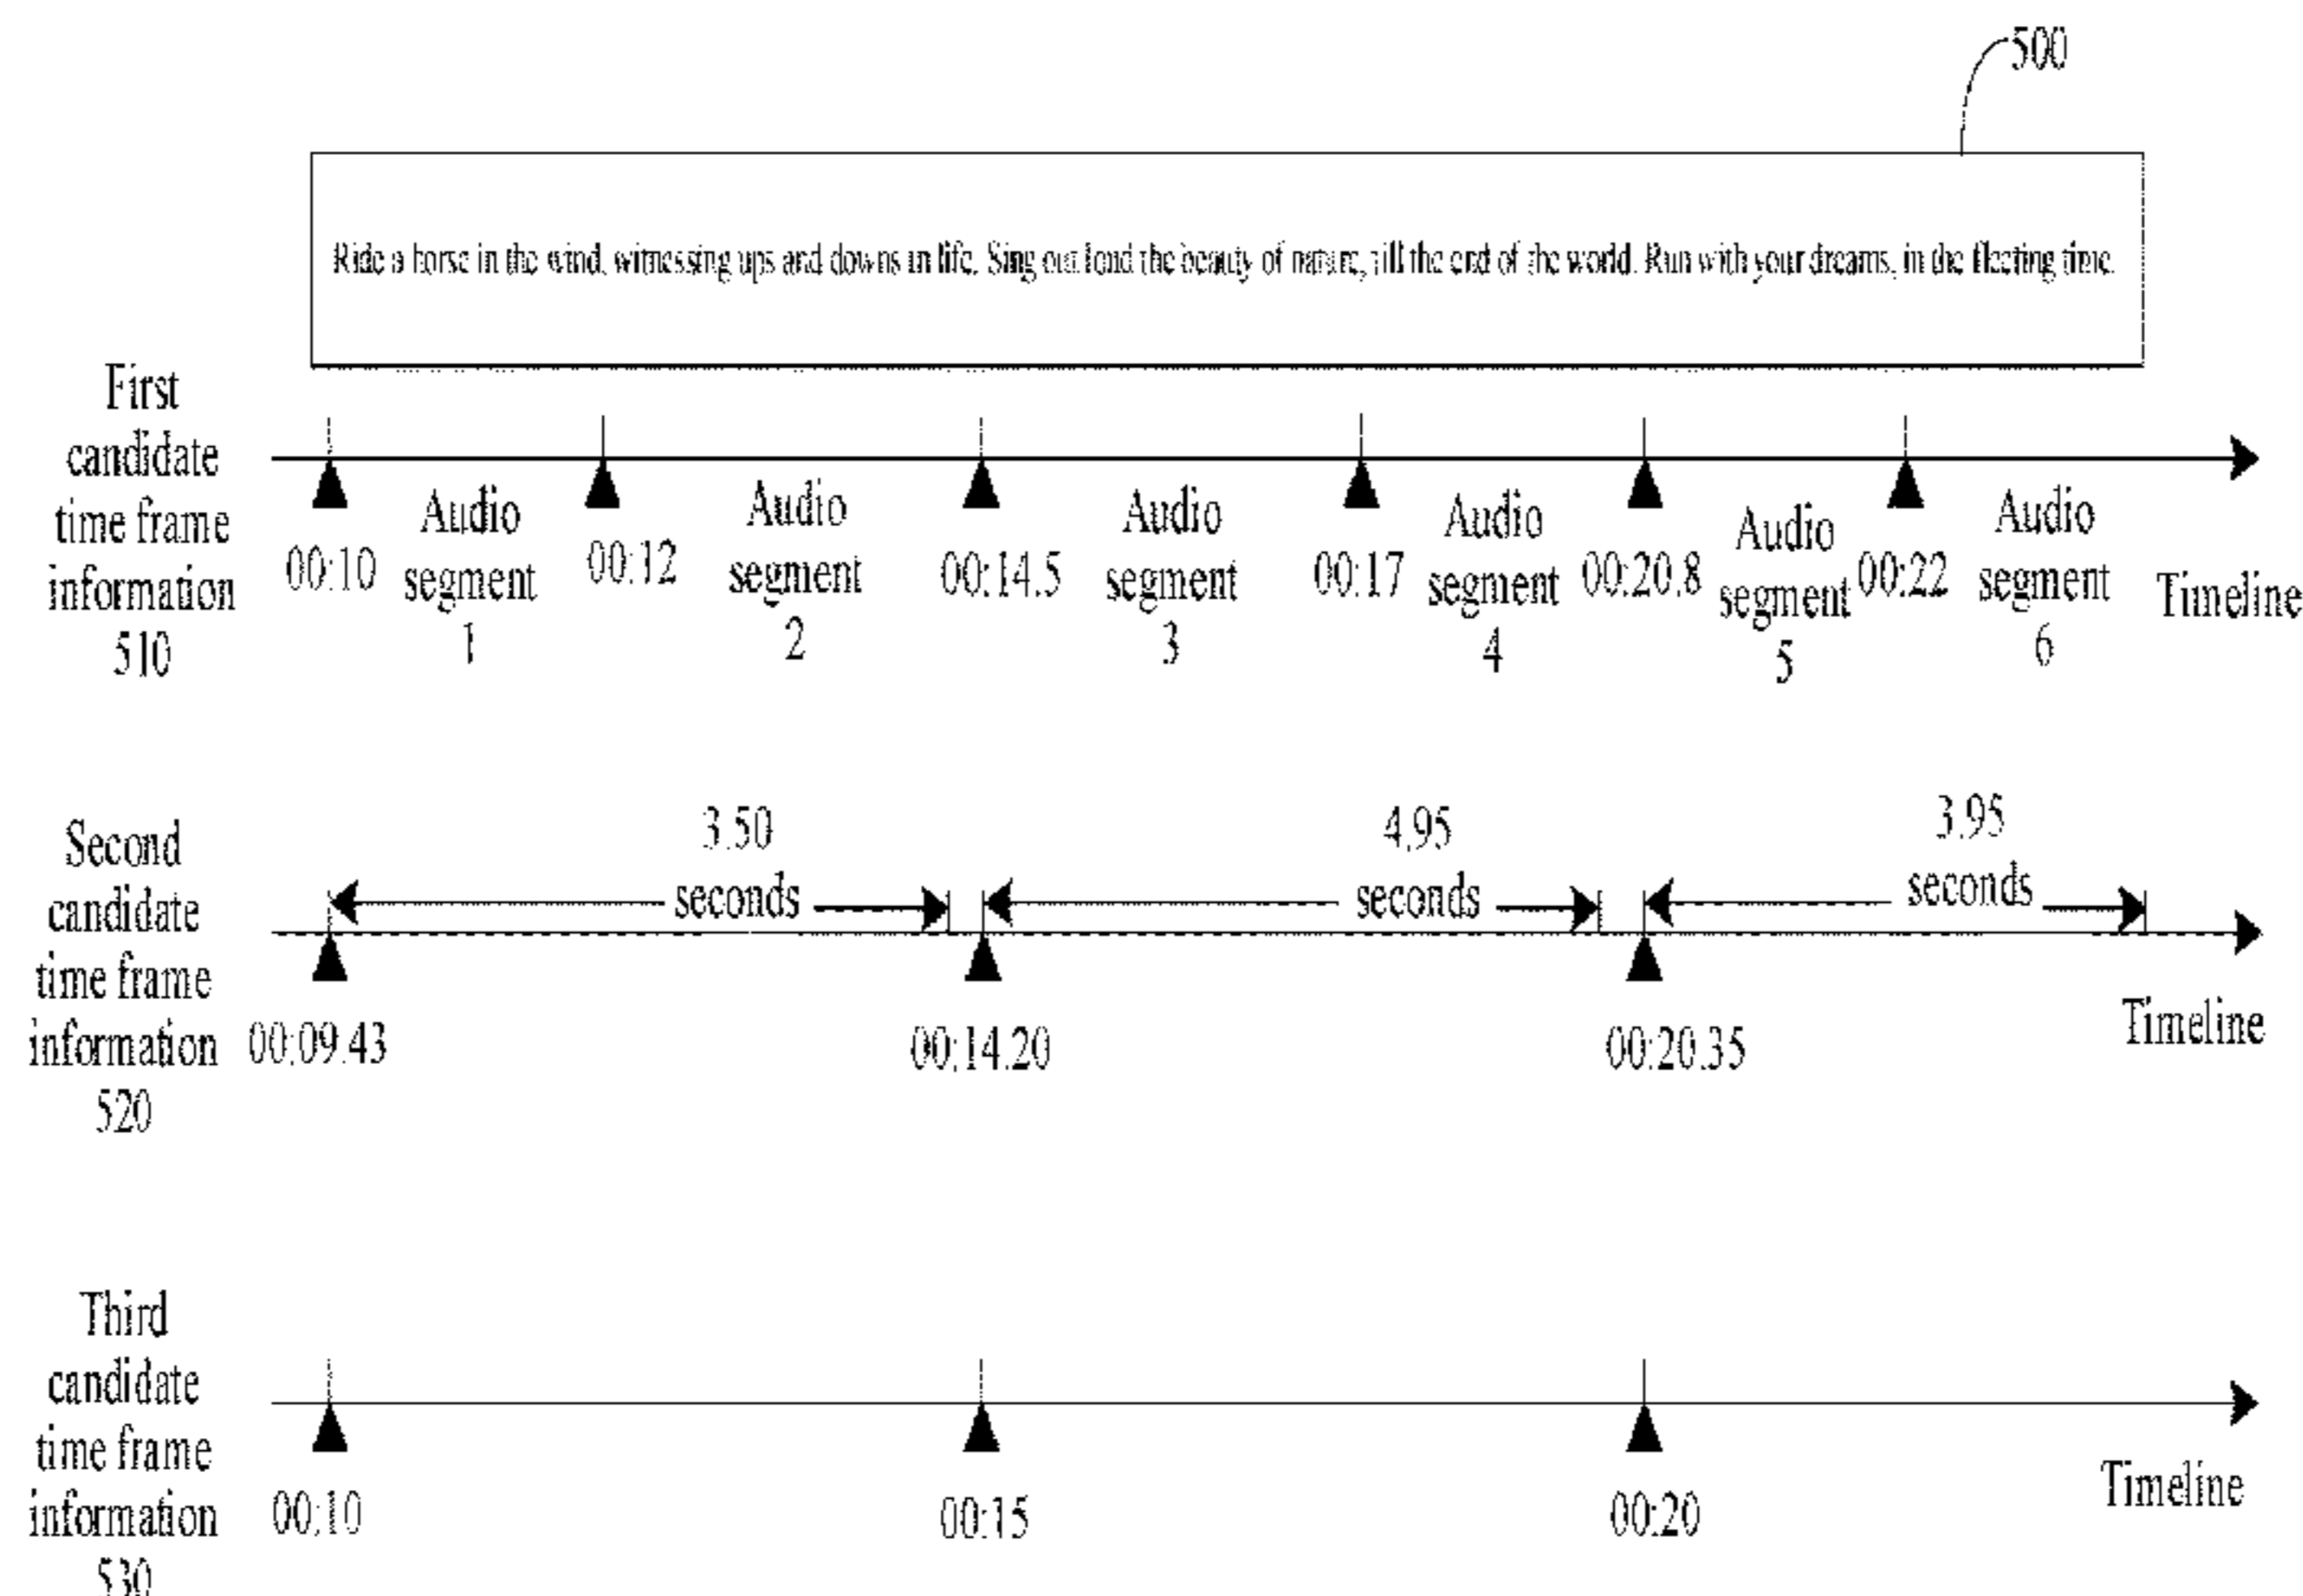 500
Ride a horse in the wind, witnessing ups and downs in life. Sing out loud the beauty of nature, till the end of the world. Run with your dreams, in the fleeting time.
First
candidate
time frame
information
510
00:10
Audio
segment
1
00:12
Audio
segment
2
00:14.5
Audio
segment
3
00:17
Audio
segment
4
00:20.8
Audio
segment
5
00:22
Audio
segment
6
Timeline
Second
candidate
time frame
information
520
3.50
seconds
4.95
seconds
3.95
seconds
00:09.43
00:14.20
00:20.35
Timeline
Third
candidate
time frame
information
530
00:10
00:15
00:20
Timeline